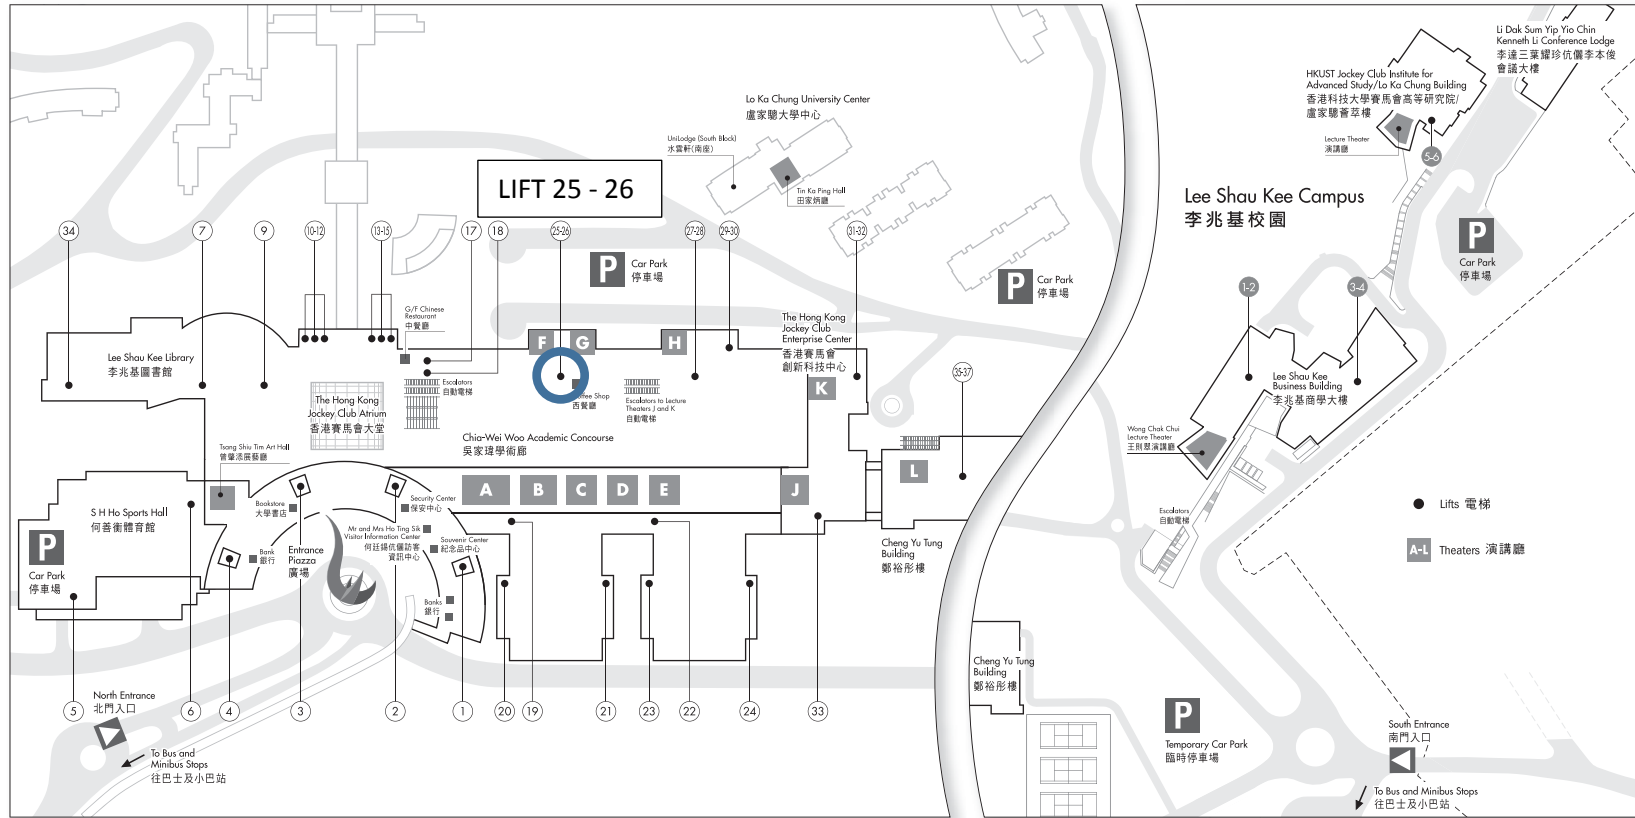 Li Dak Sum Yip Yio Chin
Kenneth Li Conference Lodge
李達三葉耀珍伉儷李本俊
會議大樓
HKUST Jockey Club Institute for
Advanced Study/Lo Ka Chung Building
香港科技大學賽馬會高等研究院/
盧家驄薈萃樓
Lecture Theater
演講廳
5-6
Lo Ka Chung University Center
盧家驄大學中心
UniLodge (South Block)
水雲軒(南座)
Tin Ka Ping Hall
田家炳廳
LIFT 25 - 26
Lee Shau Kee Campus
李兆基校園
P
Car Park
停車場
34
7
9
10-12
13-15
17
18
25-26
27-28
29-30
31-32
P
Car Park
停車場
P
Car Park
停車場
1-2
3-4
G/F Chinese
Restaurant
中餐廳
The Hong Kong
Jockey Club
Enterprise Center
香港賽馬會
創新科技中心
F
G
H
K
Lee Shau Kee Library
李兆基圖書館
The Hong Kong
Jockey Club Atrium
香港賽馬會大堂
Escalators
自動電梯
Coffee Shop
西餐廳
Escalators to Lecture
Theaters J and K
自動電梯
35-37
Lee Shau Kee
Business Building
李兆基商學大樓
Wong Chak Chui
Lecture Theater
王則翠演講廳
Chia-Wei Woo Academic Concourse
吳家瑋學術廊
Tsang Shiu Tim Art Hall
曾肇添展藝廳
A
B
C
D
E
J
L
S H Ho Sports Hall
何善衡體育館
Bookstore
大學書店
Security Center
保安中心
Mr and Mrs Ho Ting Sik
Visitor Information Center
何廷錫伉儷訪客
資訊中心
Souvenir Center
紀念品中心
Bank
銀行
Entrance
Piazza
廣場
Banks
銀行
P
Car Park
停車場
Cheng Yu Tung
Building
鄭裕彤樓
Escalators
自動電梯
Lifts 電梯
A-L Theaters 演講廳
Cheng Yu Tung
Building
鄭裕彤樓
North Entrance
北門入口
5
6
4
3
2
1
20
19
21
23
22
24
33
To Bus and
Minibus Stops
往巴士及小巴站
P
Temporary Car Park
臨時停車場
South Entrance
南門入口
To Bus and Minibus Stops
往巴士及小巴站